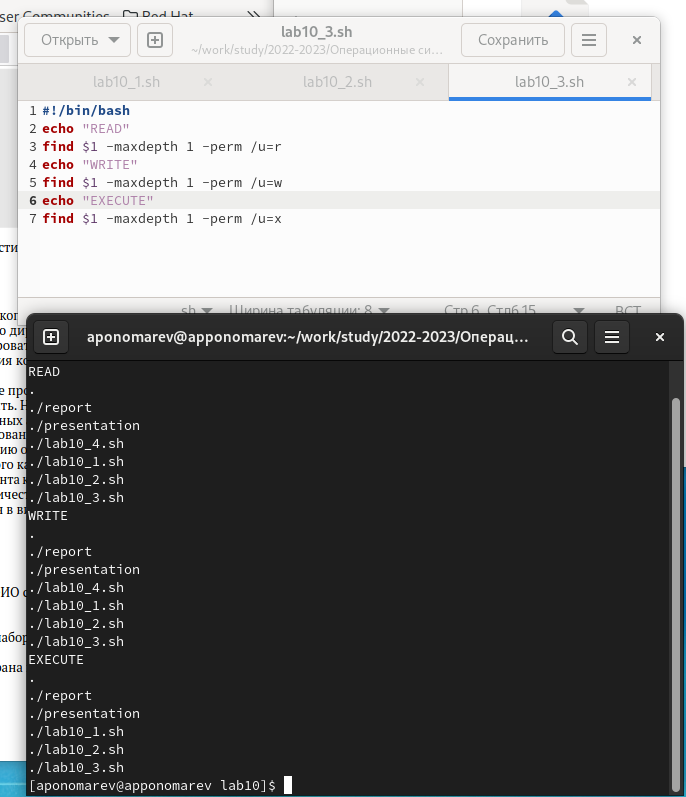 ser Communities
Red Hat
lab10_3.sh
Открыть
~/work/study/2022-2023/Операционные си…
Сохранить
lab10_1.sh
lab10_2.sh
lab10_3.sh
1 #!/bin/bash
2 echo "READ"
3 find $1 -maxdepth 1 -perm /u=r
4 echo "WRITE"
5 find $1 -maxdepth 1 -perm /u=w
6 echo "EXECUTE"
7 find $1 -maxdepth 1 -perm /u=x
sh
Ширина табуляции: 8
Стр 6, Стлб 15
ВСТ
aponomarev@apponomarev:~/work/study/2022-2023/Операц…
READ
.
./report
./presentation
./lab10_4.sh
./lab10_1.sh
./lab10_2.sh
./lab10_3.sh
WRITE
.
./report
./presentation
./lab10_4.sh
./lab10_1.sh
./lab10_2.sh
./lab10_3.sh
EXECUTE
.
./report
./presentation
./lab10_1.sh
./lab10_2.sh
./lab10_3.sh
[aponomarev@apponomarev lab10]$